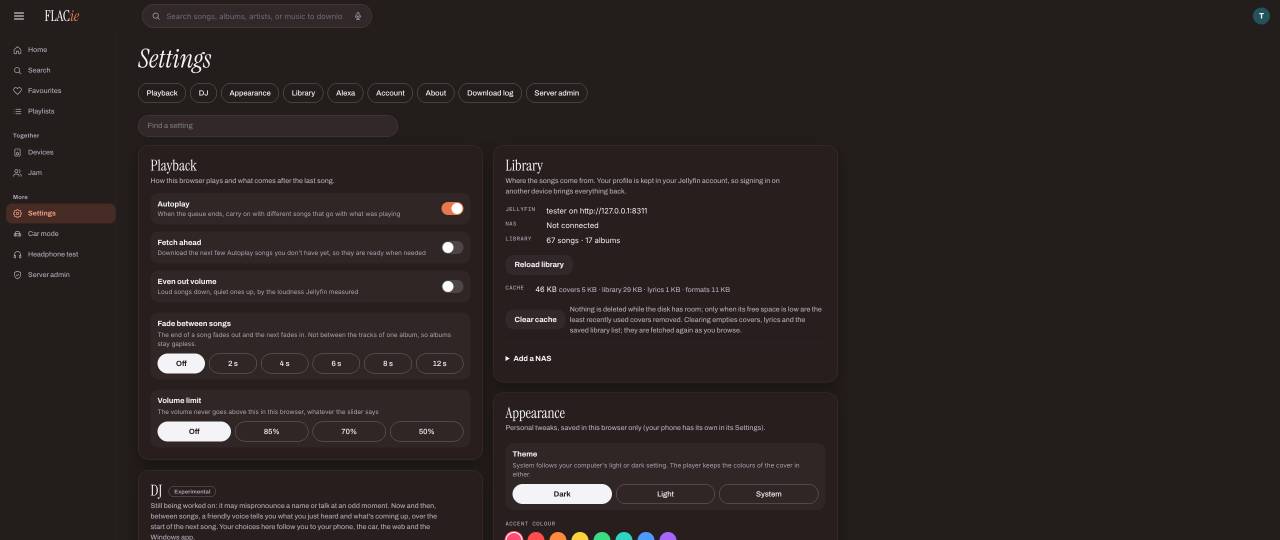 FLACie
Search songs, albums, artists, or music to downlo
T
Home
Search
Favourites
Playlists
Together
Devices
Jam
More
Settings
Car mode
Headphone test
Server admin
Settings
Playback
DJ
Appearance
Library
Alexa
Account
About
Download log
Server admin
Find a setting
Playback
How this browser plays and what comes after the last song.
Autoplay
When the queue ends, carry on with different songs that go with what was playing
Fetch ahead
Download the next few Autoplay songs you don't have yet, so they are ready when needed
Even out volume
Loud songs down, quiet ones up, by the loudness Jellyfin measured
Fade between songs
The end of a song fades out and the next fades in. Not between the tracks of one album, so albums
stay gapless.
Off
2 s
4 s
6 s
8 s
12 s
Volume limit
The volume never goes above this in this browser, whatever the slider says
Off
85%
70%
50%
DJ
Experimental
Still being worked on: it may mispronounce a name or talk at an odd moment. Now and then,
between songs, a friendly voice tells you what you just heard and what's coming up, over the
start of the next song. Your choices here follow you to your phone, the car, the web and the
Windows app.
Library
Where the songs come from. Your profile is kept in your Jellyfin account, so signing in on
another device brings everything back.
JELLYFIN tester on http://127.0.0.1:8311
NAS Not connected
LIBRARY 67 songs · 17 albums
Reload library
CACHE 46 KB covers 5 KB · library 29 KB · lyrics 1 KB · formats 11 KB
Clear cache
Nothing is deleted while the disk has room; only when its free space is low are the
least recently used covers removed. Clearing empties covers, lyrics and the
saved library list; they are fetched again as you browse.
Add a NAS
Appearance
Personal tweaks, saved in this browser only (your phone has its own in its Settings).
Theme
System follows your computer's light or dark setting. The player keeps the colours of the cover in
either.
Dark
Light
System
ACCENT COLOUR